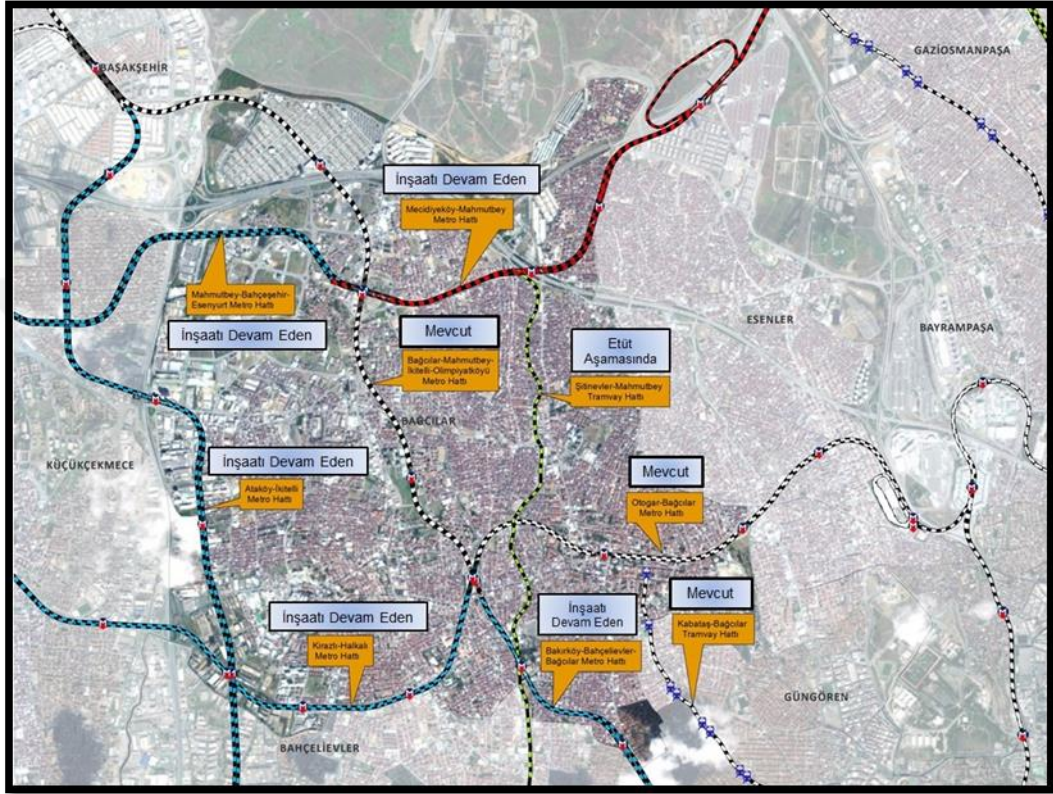 GAZİOSMANPAŞA
BAŞAKŞEHİR
İnşaatı Devam Eden
Mecidiyeköy-Mahmutbey
Metro Hattı
Mahmutbey-Bahçeşehir-
Esenyurt Metro Hattı
İnşaatı Devam Eden
Mevcut
Bağcılar-Mahmutbey-
İkitelli-Olimpiyatköyü
Metro Hattı
Etüt
Aşamasında
Şitinevler-Mahmutbey
Tramvay Hattı
ESENLER
BAYRAMPAŞA
BAĞCILAR
KÜÇÜKÇEKMECE
İnşaatı Devam Eden
Ataköy-İkitelli
Metro Hattı
Mevcut
Otogar-Bağcılar
Metro Hattı
İnşaatı Devam Eden
Kirazlı-Halkalı
Metro Hattı
İnşaatı
Devam Eden
Bakırköy-Bahçelievler-
Bağcılar Metro Hattı
Mevcut
Kabataş-Bağcılar
Tramvay Hattı
GÜNGÖREN
BAHÇELİEVLER